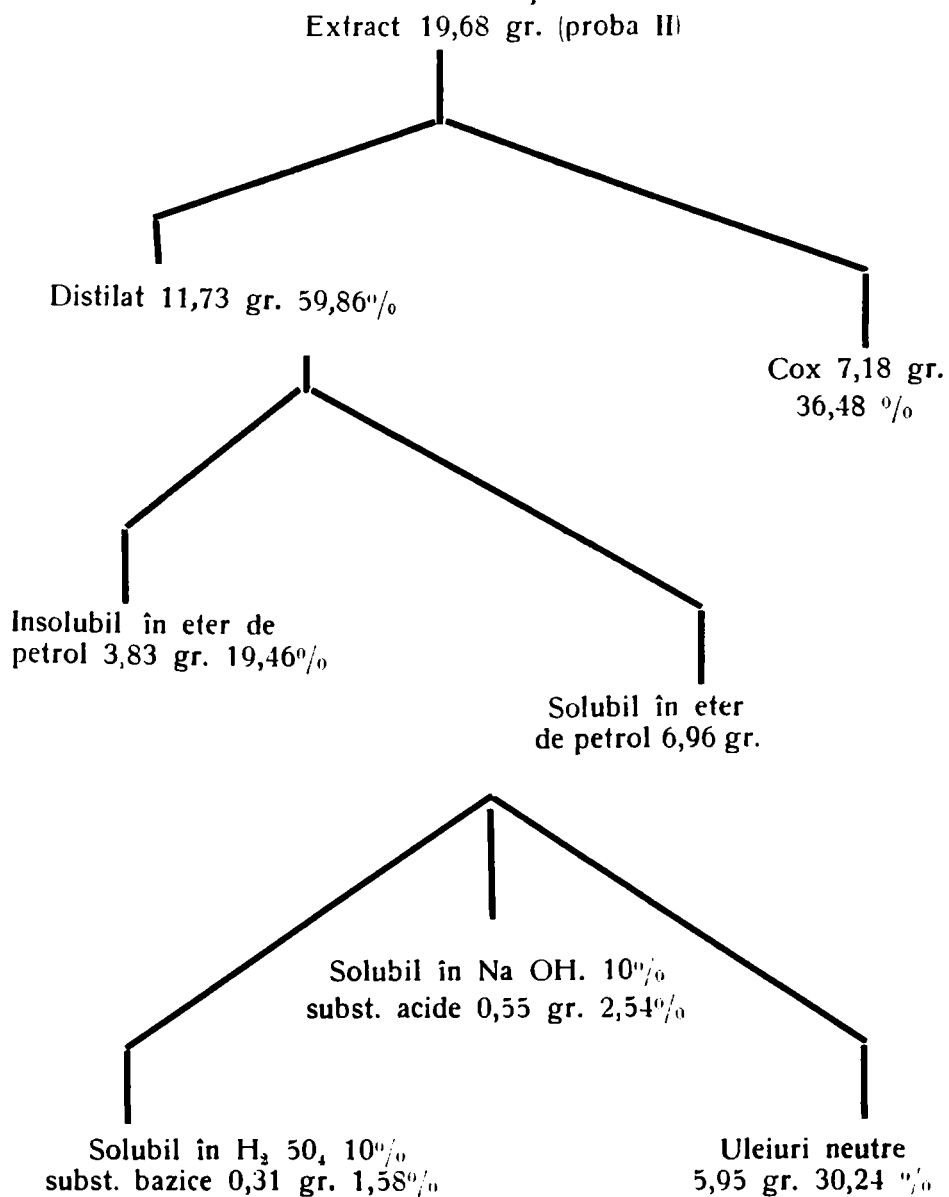 Extract 19,68 gr. (proba II)
Distilat 11,73 gr. 59,86%
Cox 7,18 gr.
36,48 %
Insolubil în eter de
petrol 3,83 gr. 19,46%
Solubil în eter
de petrol 6,96 gr.
Solubil în Na OH. 10%
subst. acide 0,55 gr. 2,54%
Solubil în H₂ 50₄ 10%
subst. bazice 0,31 gr. 1,58%
Uleiuri neutre
5,95 gr. 30,24 %